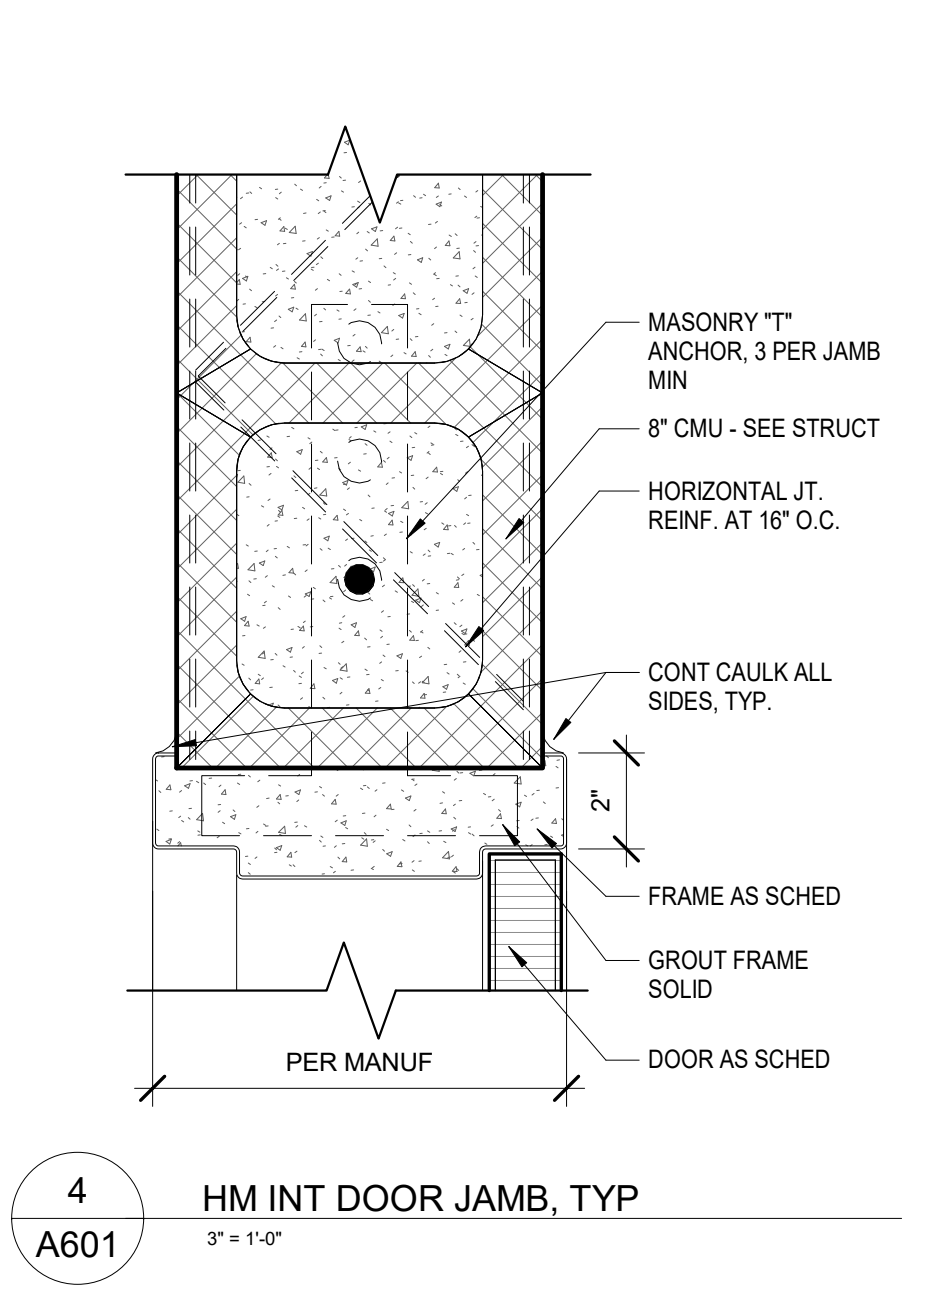 MASONRY "T"
ANCHOR, 3 PER JAMB
MIN
8" CMU - SEE STRUCT
HORIZONTAL JT.
REINF. AT 16" O.C.
CONT CAULK ALL
SIDES, TYP.
2"
FRAME AS SCHED
GROUT FRAME
SOLID
DOOR AS SCHED
PER MANUF
4
A601
HM INT DOOR JAMB, TYP
3" = 1'-0"